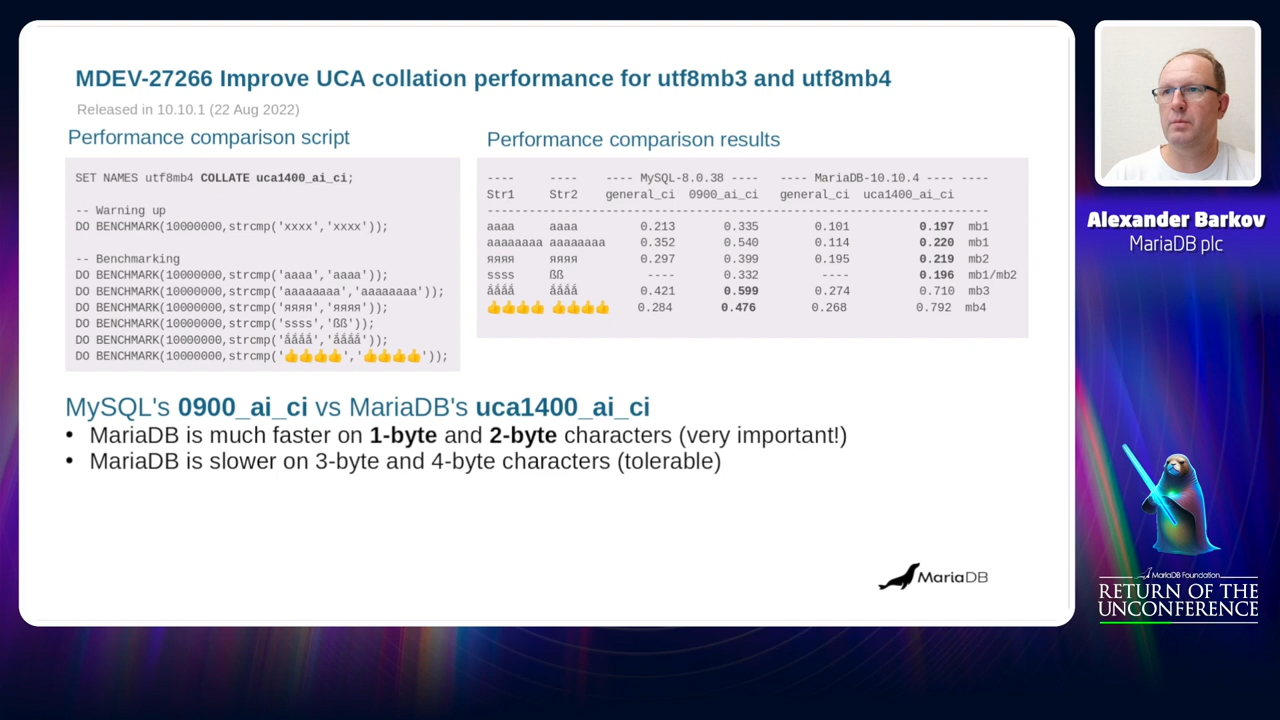 MDEV-27266 Improve UCA collation performance for utf8mb3 and utf8mb4
Released in 10.10.1 (22 Aug 2022)
Performance comparison script
SET NAMES utf8mb4 COLLATE uca1400_ai_ci;
-- Warning up
DO BENCHMARK(10000000,strcmp('xxxx','xxxx'));
-- Benchmarking
DO BENCHMARK(10000000,strcmp('aaaa','aaaa'));
DO BENCHMARK(10000000,strcmp('aaaaaaaa','aaaaaaaa'));
DO BENCHMARK(10000000,strcmp('яяяя','яяяя'));
DO BENCHMARK(10000000,strcmp('ssss','ßß'));
DO BENCHMARK(10000000,strcmp('ắắắắ','ắắắắ'));
DO BENCHMARK(10000000,strcmp('👍👍👍👍','👍👍👍👍'));
Performance comparison results
---- ---- ---- MySQL-8.0.38 ---- ---- MariaDB-10.10.4 ---- ----
Str1 Str2 general_ci 0900_ai_ci general_ci uca1400_ai_ci
-----------------------------------------------------------------------
aaaa aaaa 0.213 0.335 0.101 0.197 mb1
aaaaaaaa aaaaaaaa 0.352 0.540 0.114 0.220 mb1
яяяя яяяя 0.297 0.399 0.195 0.219 mb2
ssss ßß ---- 0.332 ---- 0.196 mb1/mb2
ắắắắ ắắắắ 0.421 0.599 0.274 0.710 mb3
👍👍👍👍 👍👍👍👍 0.284 0.476 0.268 0.792 mb4
MySQL's 0900_ai_ci vs MariaDB's uca1400_ai_ci
• MariaDB is much faster on 1-byte and 2-byte characters (very important!)
• MariaDB is slower on 3-byte and 4-byte characters (tolerable)
MariaDB
Alexander Barkov
MariaDB plc
MariaDB Foundation
RETURN OF THE
UNCONFERENCE